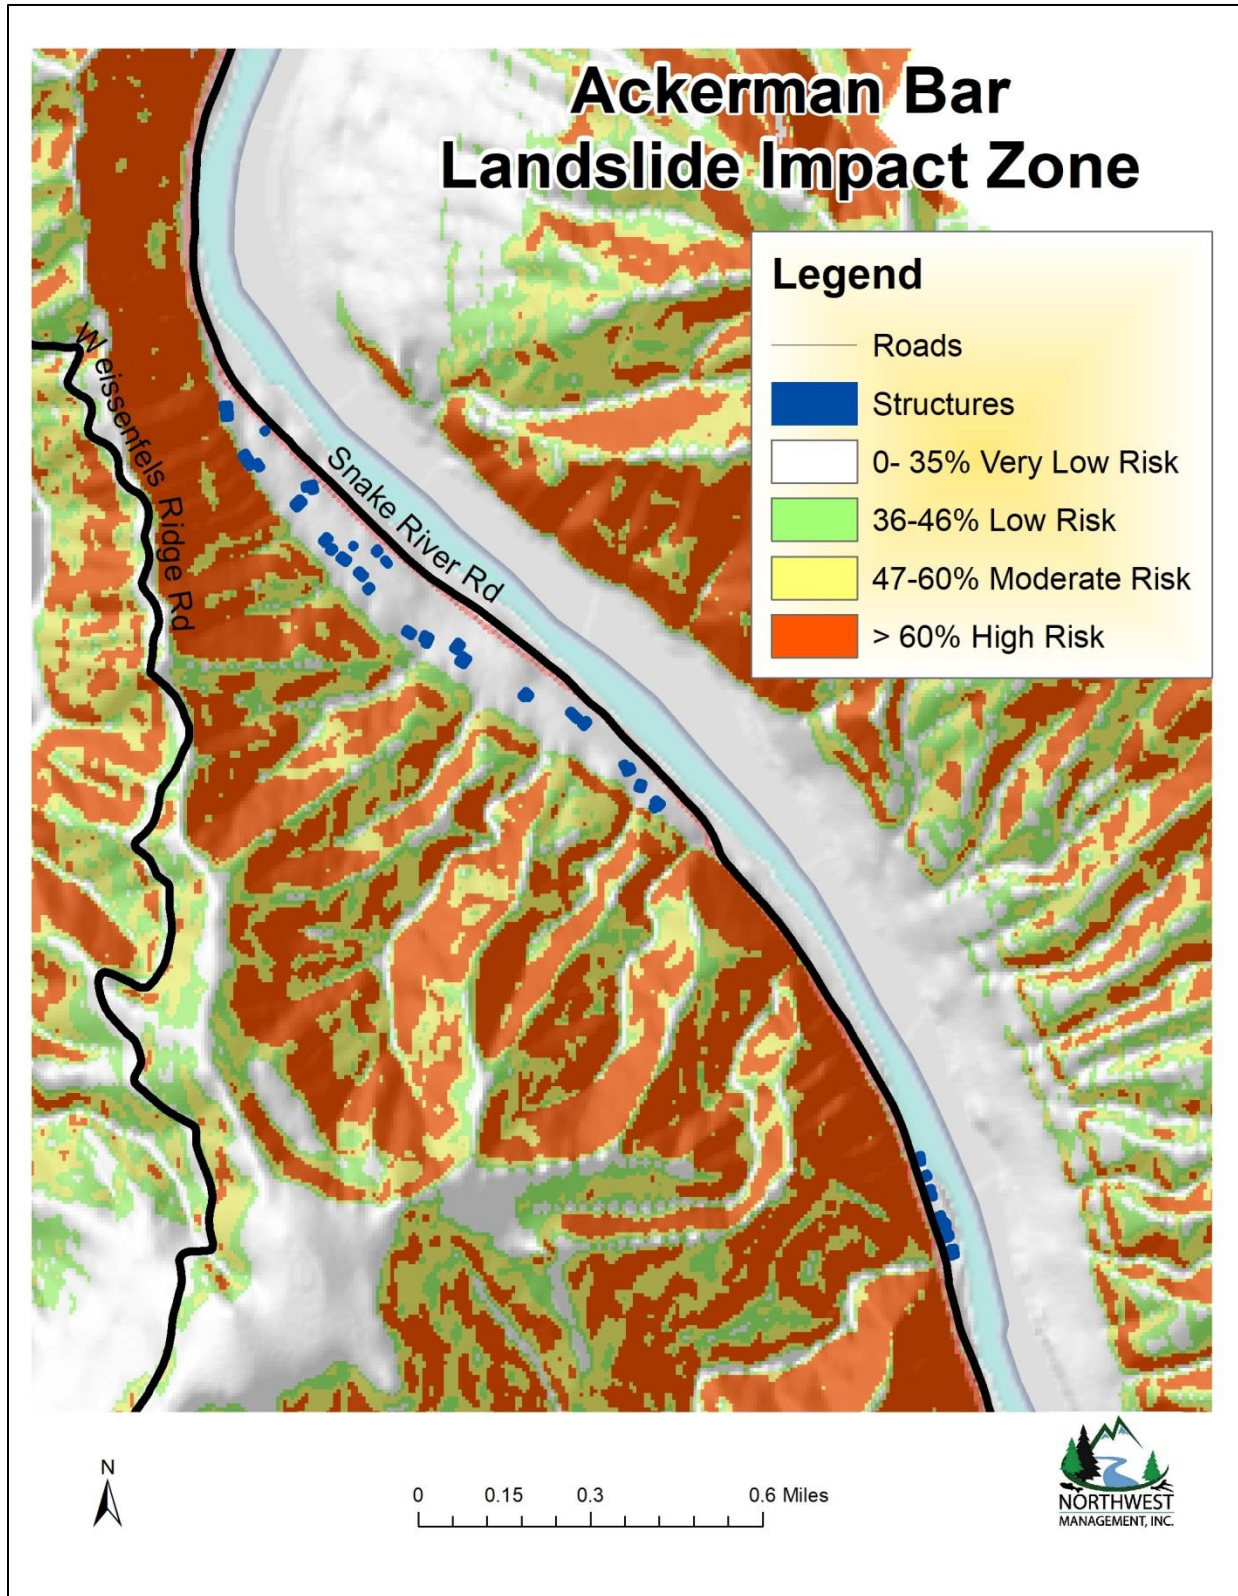 Ackerman Bar
Landslide Impact Zone
Legend
Roads
Structures
0- 35% Very Low Risk
36-46% Low Risk
47-60% Moderate Risk
> 60% High Risk
Weissenfels Ridge Rd
Snake River Rd
N
0 0.15 0.3 0.6 Miles
NORTHWEST
MANAGEMENT, INC.